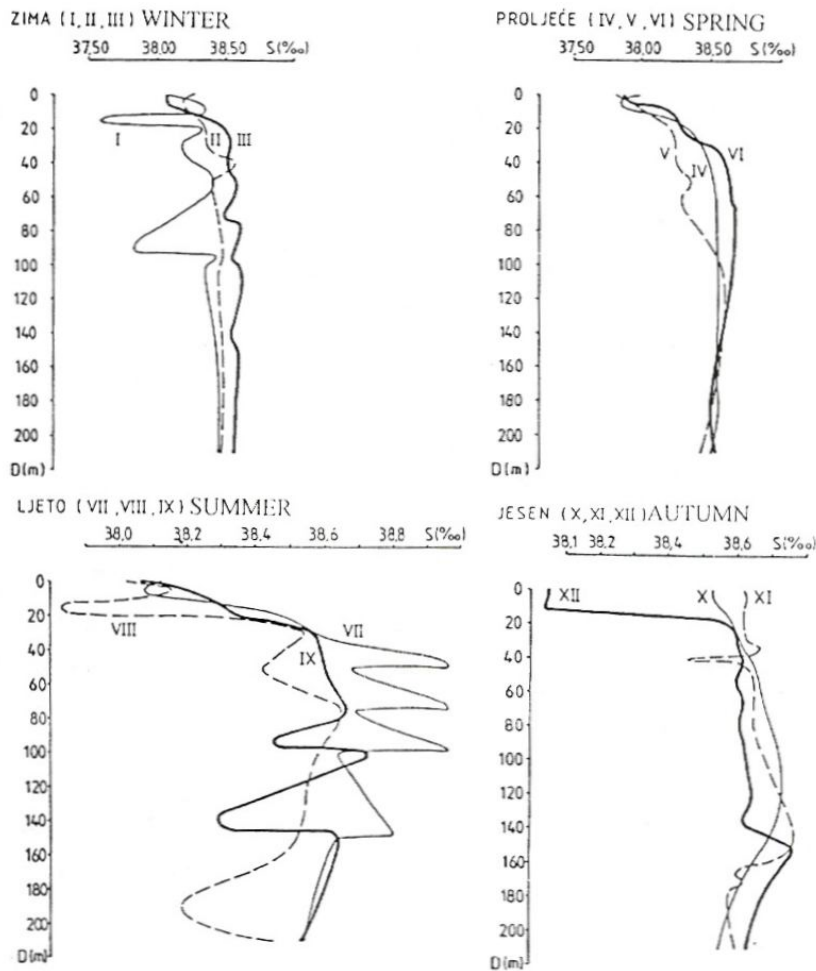 ZIMA (I, II, III) WINTER
37,50 38,00 38,50 S(‰)
0
20
I II III
40
60
80
100
120
140
160
180
200
D(m)
PROLJEĆE (IV, V, VI) SPRING
37,50 38,00 38,50 S(‰)
0
20
V IV VI
40
60
80
100
120
140
160
180
200
D(m)
LJETO (VII, VIII, IX) SUMMER
38,0 38,2 38,4 38,6 38,8 S(‰)
0
20
VIII VII
40
IX
60
80
100
120
140
160
180
200
D(m)
JESEN (X, XI, XII) AUTUMN
38,1 38,2 38,4 38,6 S(‰)
0
XII X XI
20
40
60
80
100
120
140
160
180
200
D(m)